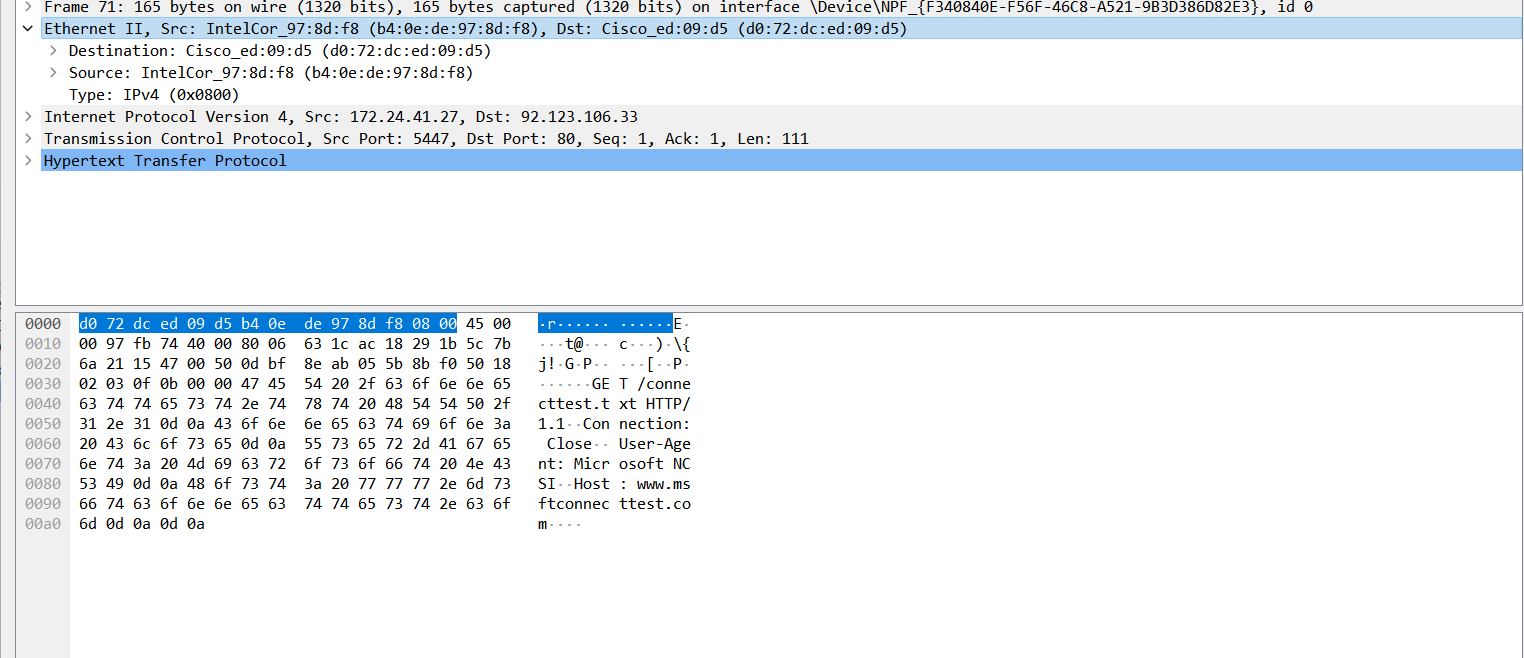 Frame 71: 165 bytes on wire (1320 bits), 165 bytes captured (1320 bits) on interface \Device\NPF_{F340840E-F56F-46C8-A521-9B3D386D82E3}, id 0
Ethernet II, Src: IntelCor_97:8d:f8 (b4:0e:de:97:8d:f8), Dst: Cisco_ed:09:d5 (d0:72:dc:ed:09:d5)
Destination: Cisco_ed:09:d5 (d0:72:dc:ed:09:d5)
Source: IntelCor_97:8d:f8 (b4:0e:de:97:8d:f8)
Type: IPv4 (0x0800)
Internet Protocol Version 4, Src: 172.24.41.27, Dst: 92.123.106.33
Transmission Control Protocol, Src Port: 5447, Dst Port: 80, Seq: 1, Ack: 1, Len: 111
Hypertext Transfer Protocol
0000 d0 72 dc ed 09 d5 b4 0e de 97 8d f8 08 00 45 00 ·r······ ······E·
0010 00 97 fb 74 40 00 80 06 63 1c ac 18 29 1b 5c 7b ···t@··· c···)·\{
0020 6a 21 15 47 00 50 0d bf 8e ab 05 5b 8b f0 50 18 j!·G·P·· ···[··P·
0030 02 03 0f 0b 00 00 47 45 54 20 2f 63 6f 6e 6e 65 ······GE T /conne
0040 63 74 74 65 73 74 2e 74 78 74 20 48 54 54 50 2f cttest.t xt HTTP/
0050 31 2e 31 0d 0a 43 6f 6e 6e 65 63 74 69 6f 6e 3a 1.1··Con nection:
0060 20 43 6c 6f 73 65 0d 0a 55 73 65 72 2d 41 67 65 Close·· User-Age
0070 6e 74 3a 20 4d 69 63 72 6f 73 6f 66 74 20 4e 43 nt: Micr osoft NC
0080 53 49 0d 0a 48 6f 73 74 3a 20 77 77 77 2e 6d 73 SI··Host : www.ms
0090 66 74 63 6f 6e 6e 65 63 74 74 65 73 74 2e 63 6f ftconnec ttest.co
00a0 6d 0d 0a 0d 0a m····